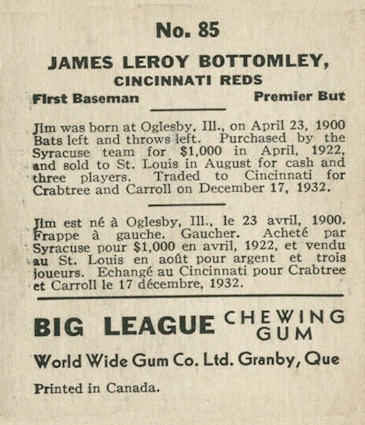 No. 85
JAMES LEROY BOTTOMLEY,
CINCINNATI REDS
First Baseman Premier But
Jim was born at Oglesby, Ill., on April 23, 1900
Bats left and throws left. Purchased by the
Syracuse team for $1,000 in April, 1922,
and sold to St. Louis in August for cash and
three players. Traded to Cincinnati for
Crabtree and Carroll on December 17, 1932.
Jim est né à Oglesby, Ill., le 23 avril, 1900.
Frappe à gauche. Gaucher. Acheté par
Syracuse pour $1,000 en avril, 1922, et vendu
au St. Louis en août pour argent et trois
joueurs. Echangé au Cincinnati pour Crabtree
et Carroll le 17 décembre, 1932.
BIG LEAGUE CHEWING
GUM
World Wide Gum Co. Ltd. Granby, Que
Printed in Canada.